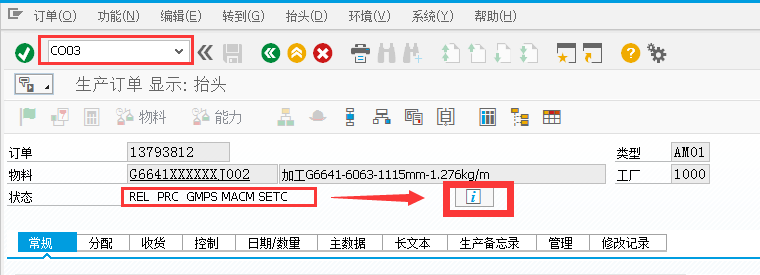 订单(O) 功能(N) 编辑(E) 转到(G) 抬头(D) 环境(V) 系统(Y) 帮助(H)
CO03
生产订单 显示: 抬头
物料 能力
订单 13793812 类型 AM01
物料 G6641XXXXXXJ002 加工G6641-6063-1115mm-1.276kg/m 工厂 1000
状态 REL PRC GMPS MACM SETC i
常规 分配 收货 控制 日期/数量 主数据 长文本 生产备忘录 管理 修改记录